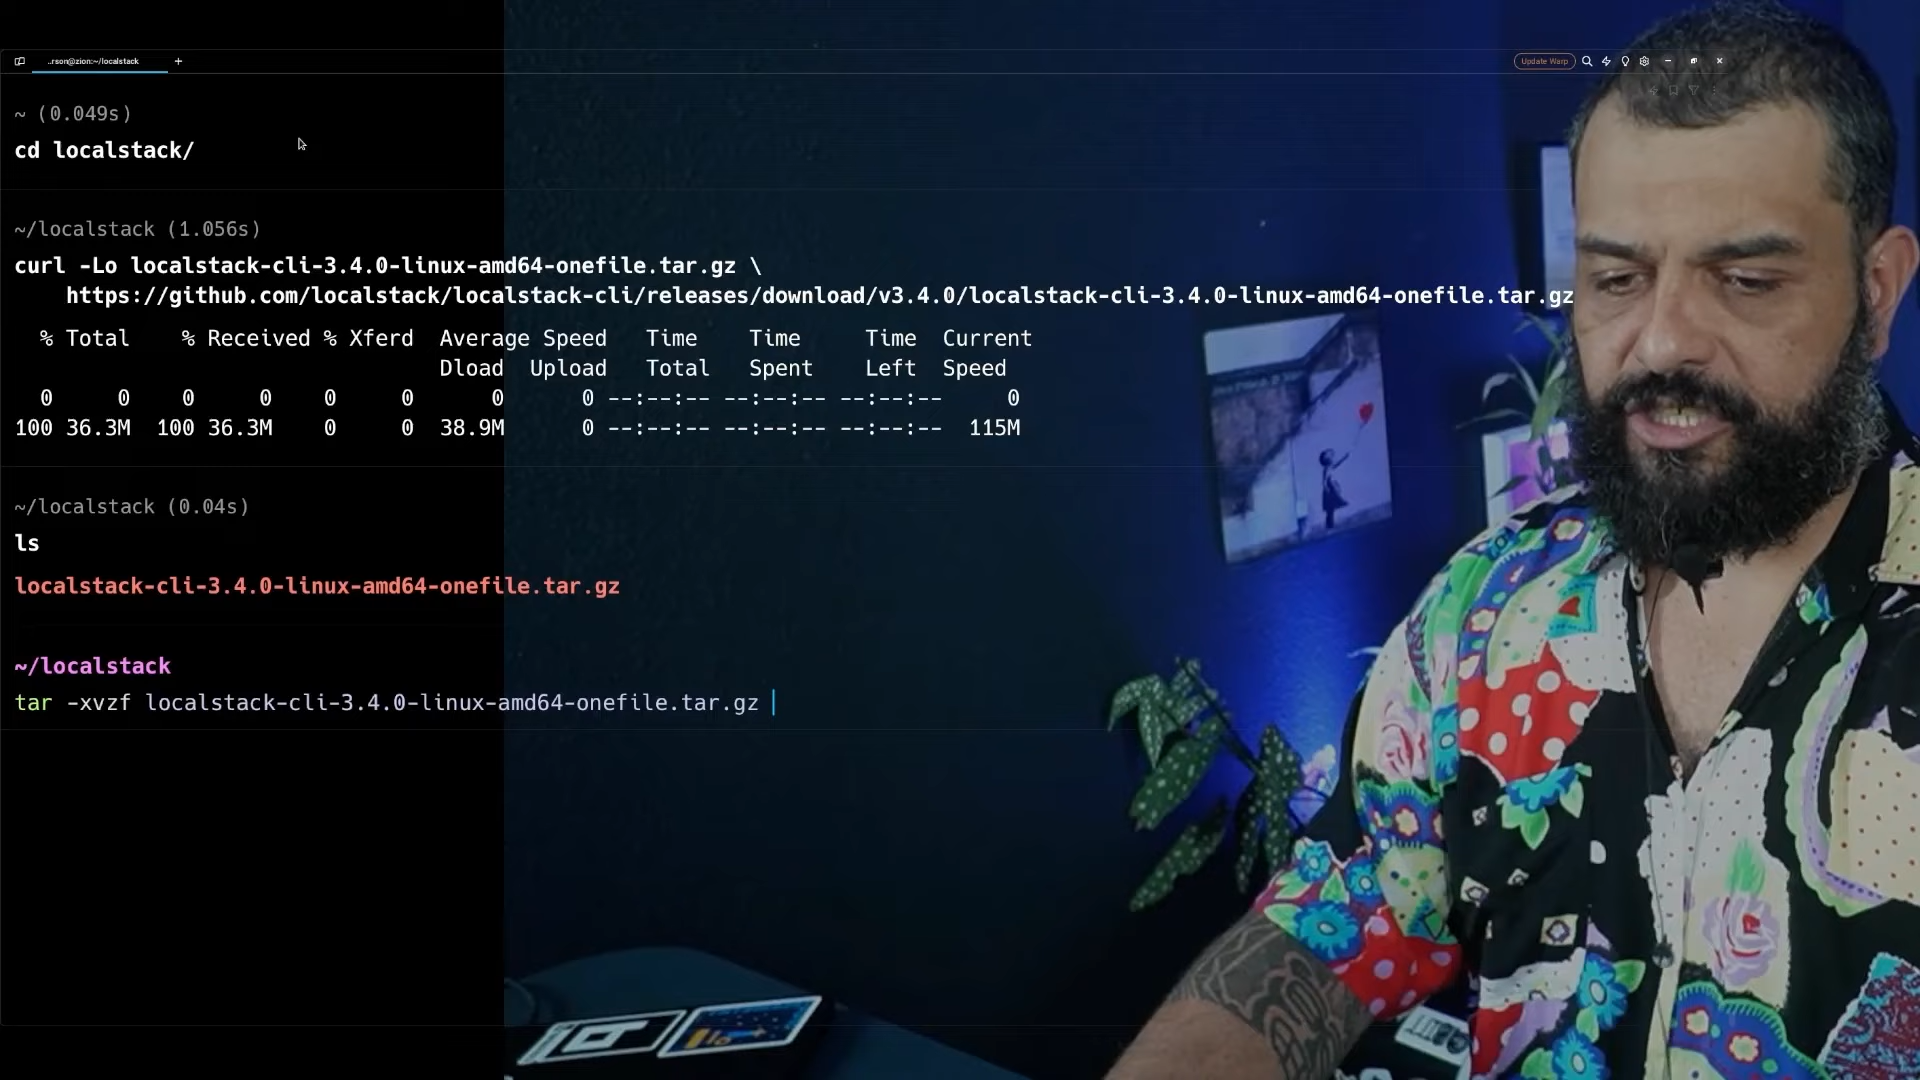 ..rson@zion:~/localstack
Update Warp
~ (0.049s)
cd localstack/
~/localstack (1.056s)
curl -Lo localstack-cli-3.4.0-linux-amd64-onefile.tar.gz \
https://github.com/localstack/localstack-cli/releases/download/v3.4.0/localstack-cli-3.4.0-linux-amd64-onefile.tar.gz
% Total % Received % Xferd Average Speed Time Time Time Current
Dload Upload Total Spent Left Speed
0 0 0 0 0 0 0 0 --:--:-- --:--:-- --:--:-- 0
100 36.3M 100 36.3M 0 0 38.9M 0 --:--:-- --:--:-- --:--:-- 115M
~/localstack (0.04s)
ls
localstack-cli-3.4.0-linux-amd64-onefile.tar.gz
~/localstack
tar -xvzf localstack-cli-3.4.0-linux-amd64-onefile.tar.gz